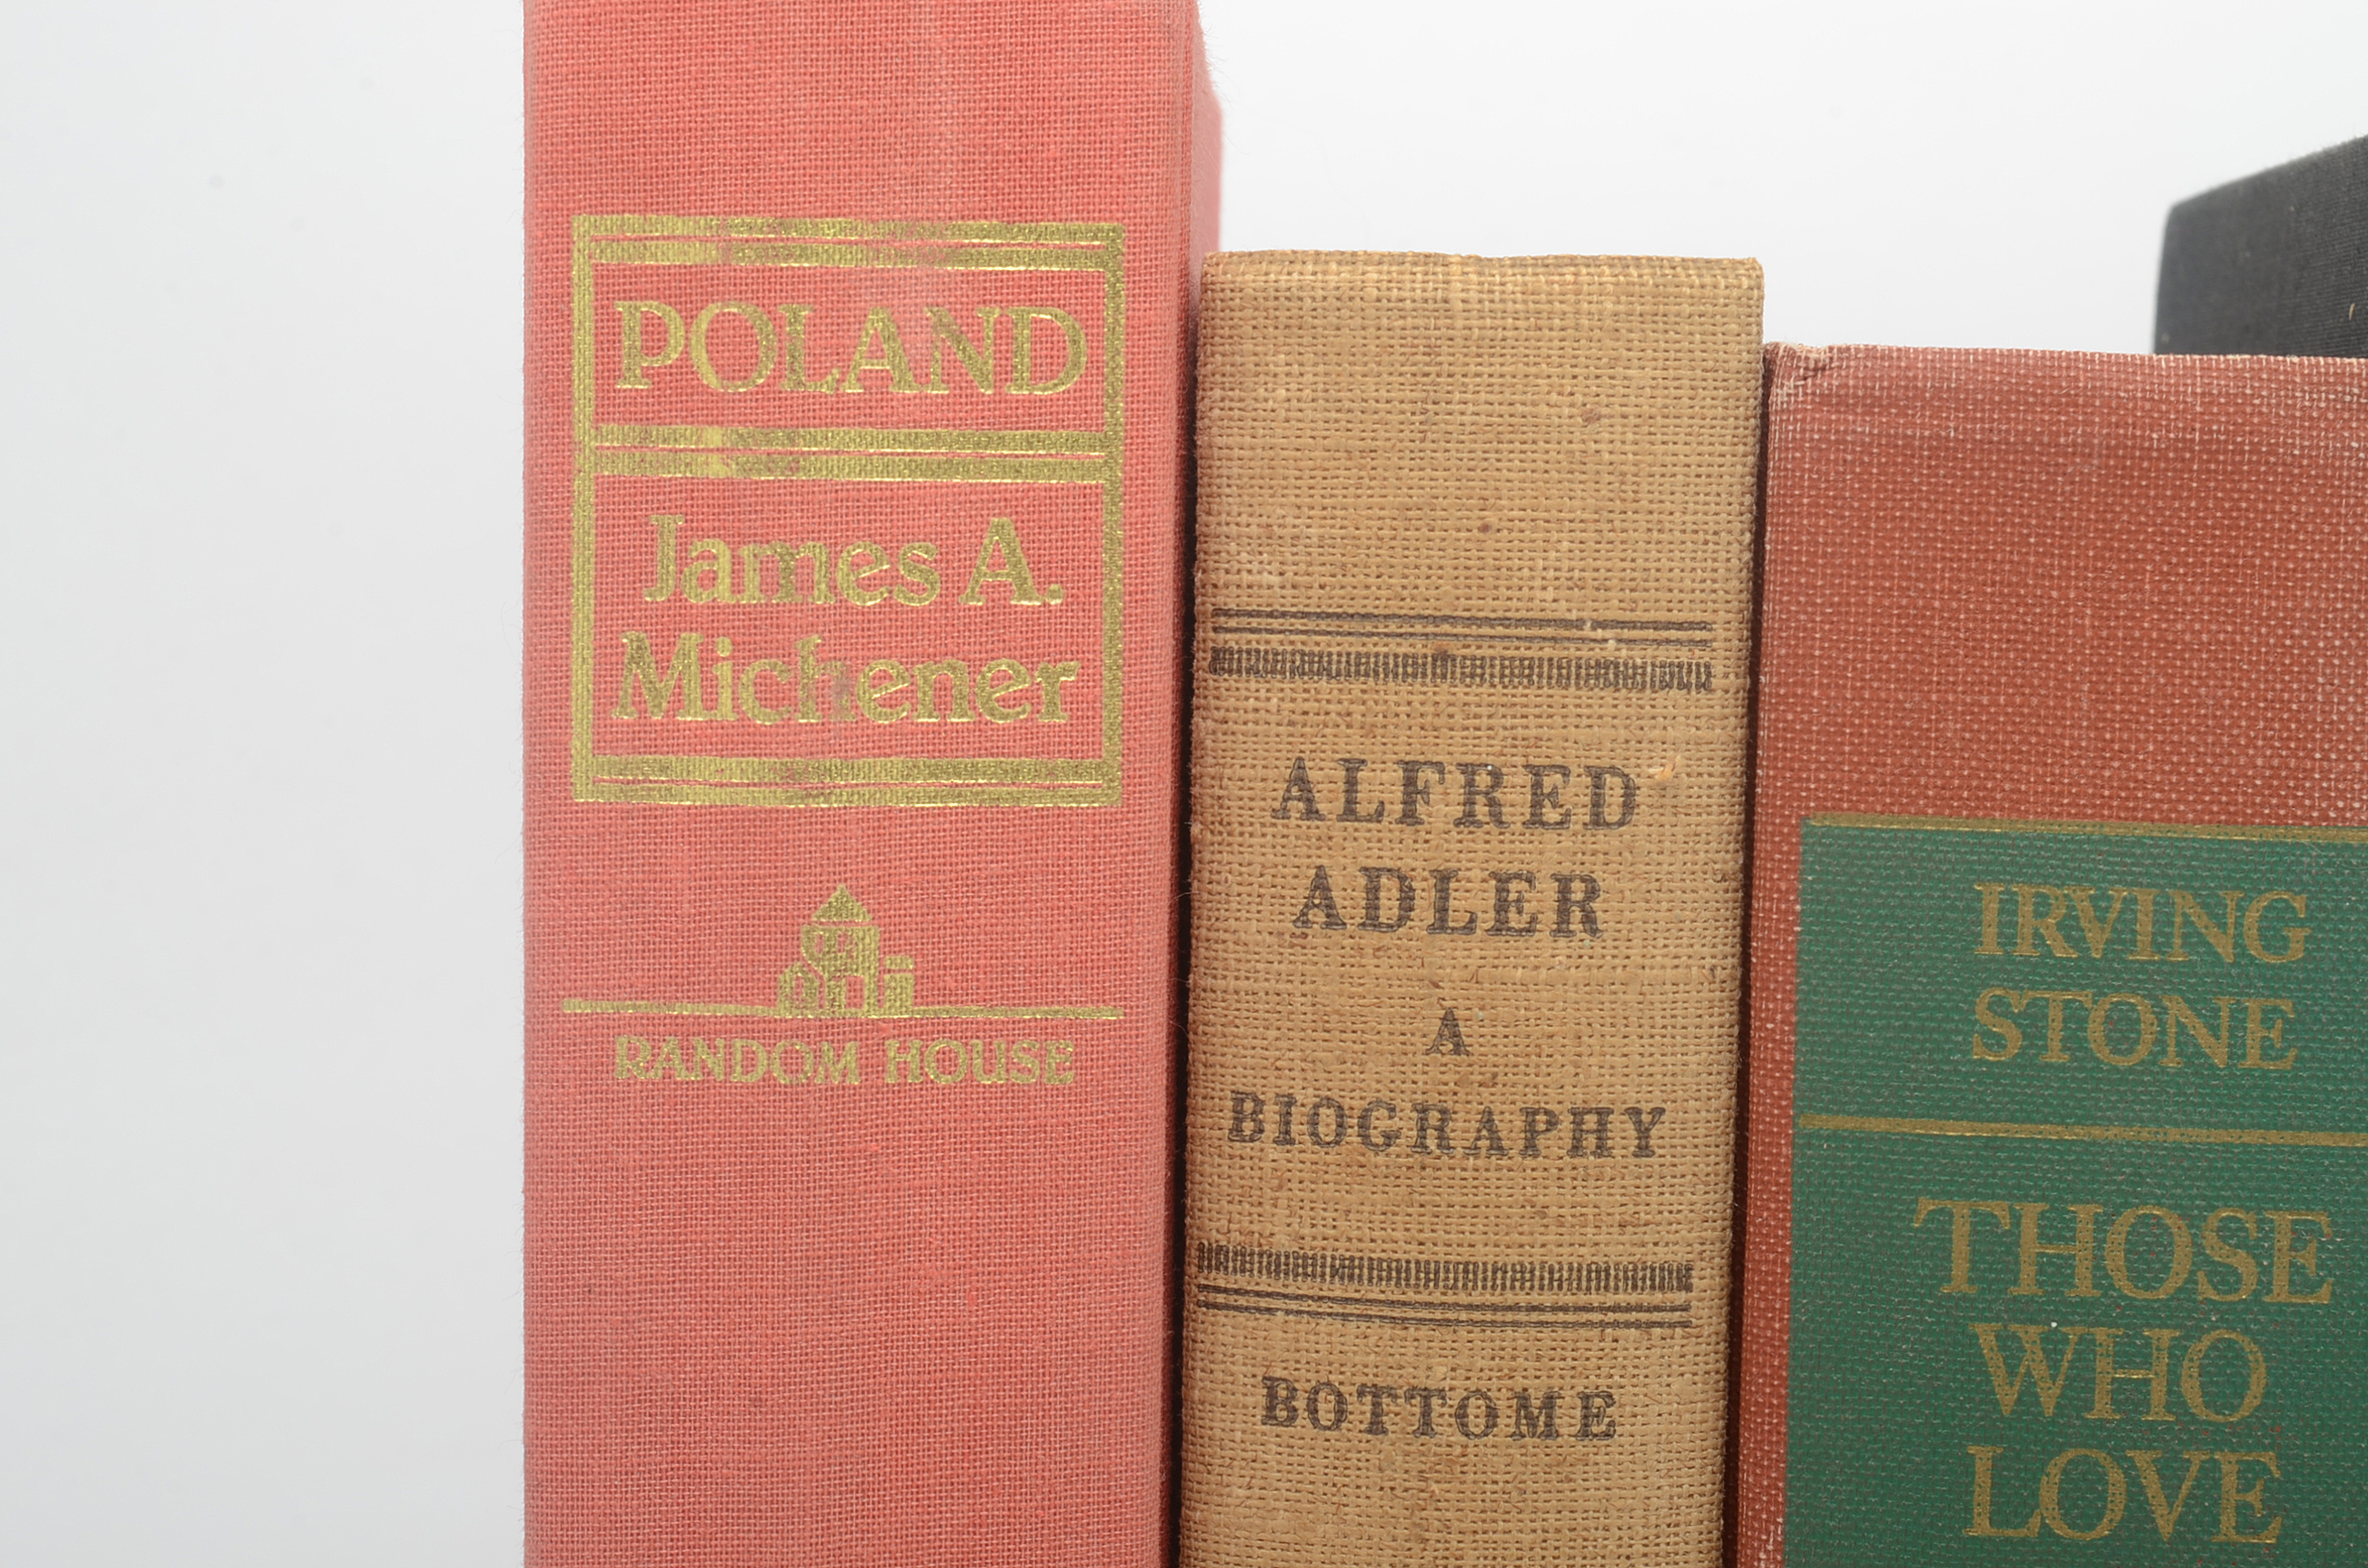 POLAND
James A.
Michener
RANDOM HOUSE
ALFRED
ADLER
A
BIOGRAPHY
BOTTOME
IRVING
STONE
THOSE
WHO
LOVE